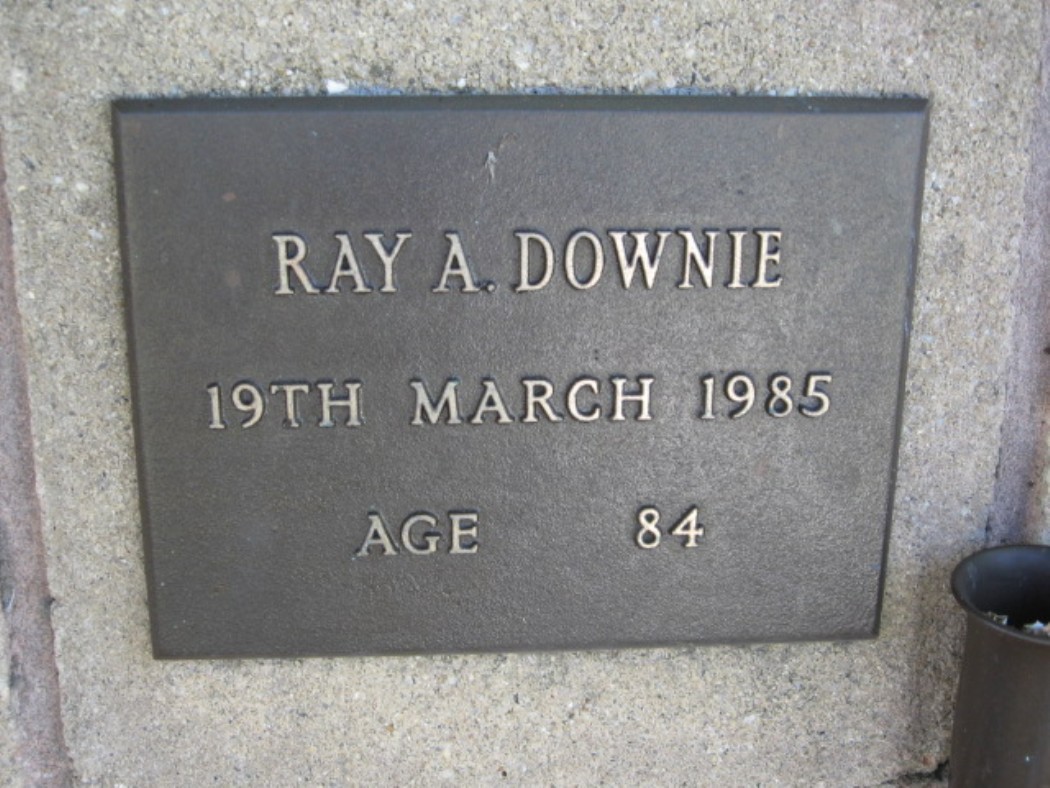 RAY A. DOWNIE
19TH MARCH 1985
AGE 84